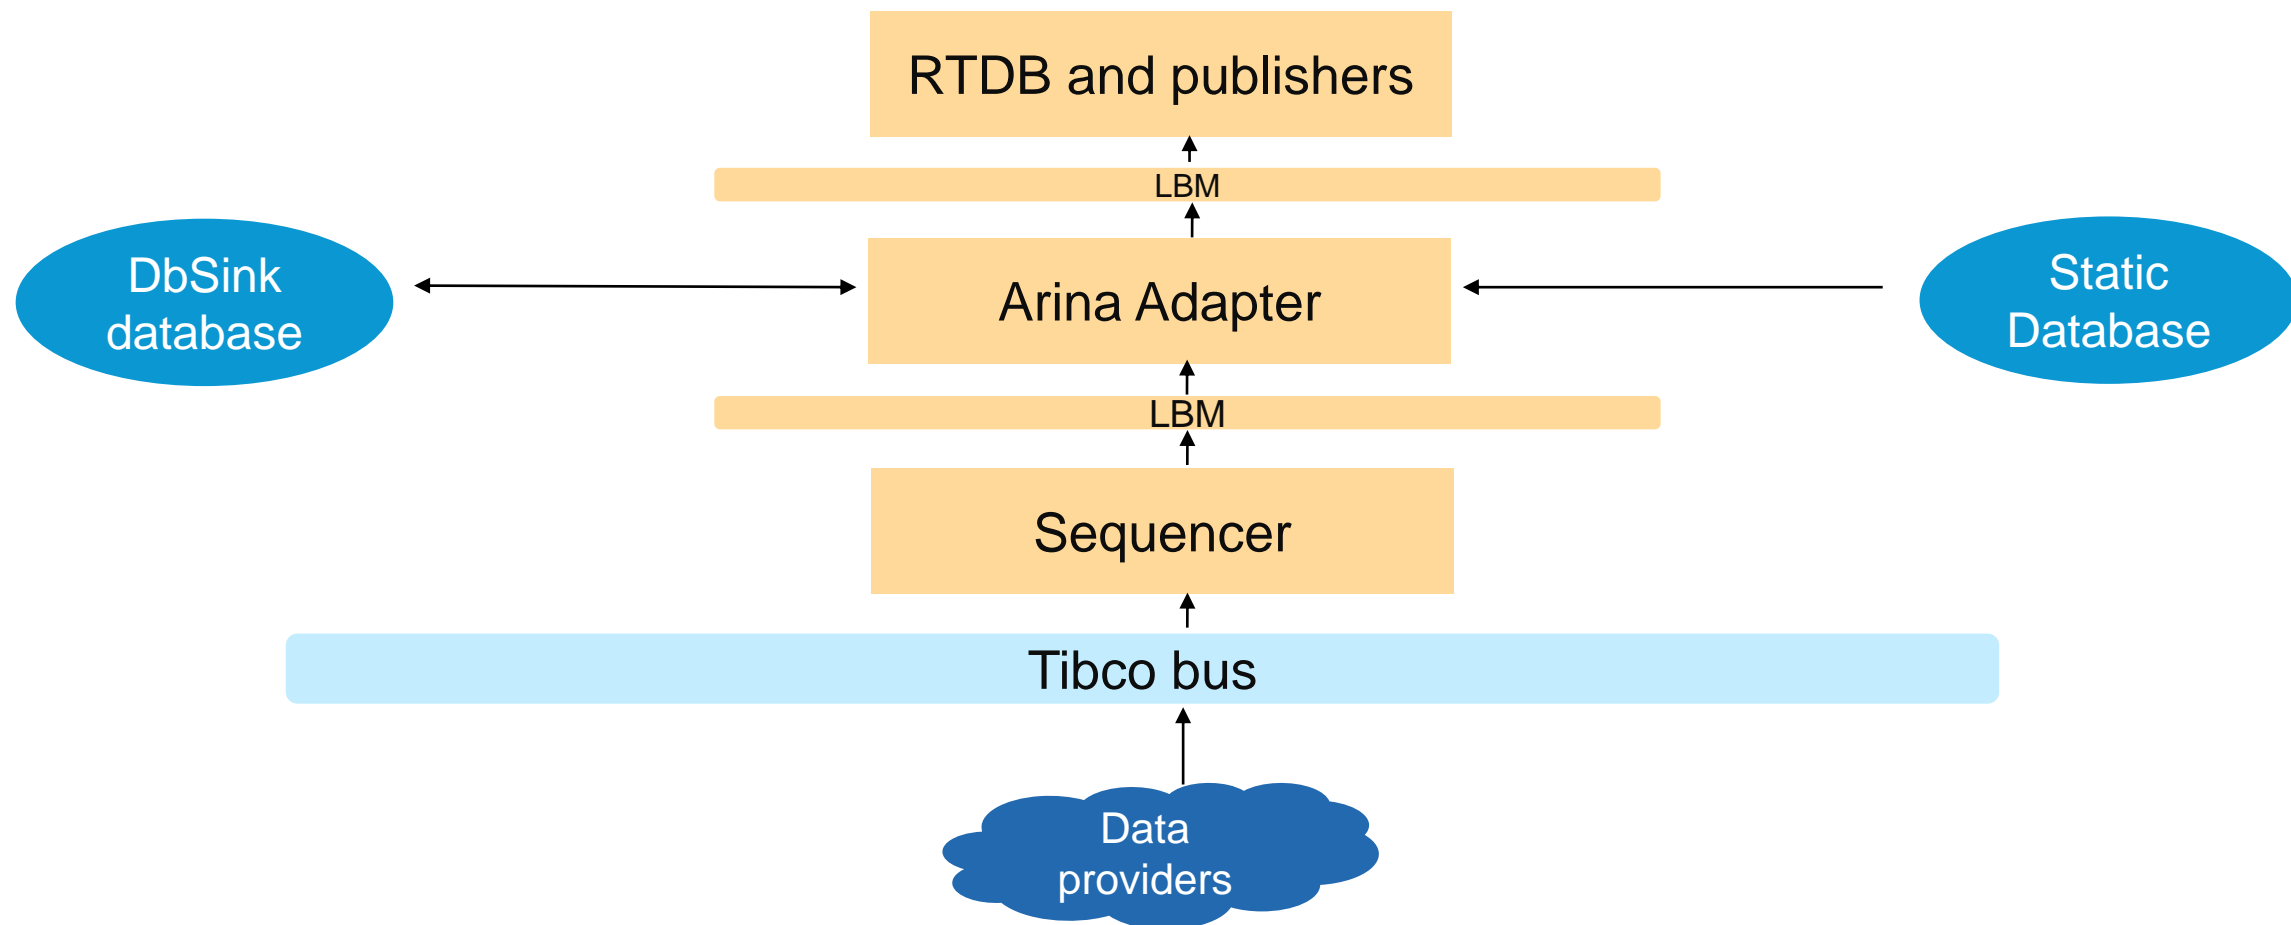 RTDB and publishers
LBM
DbSink
database
Arina Adapter
Static
Database
LBM
Sequencer
Tibco bus
Data
providers